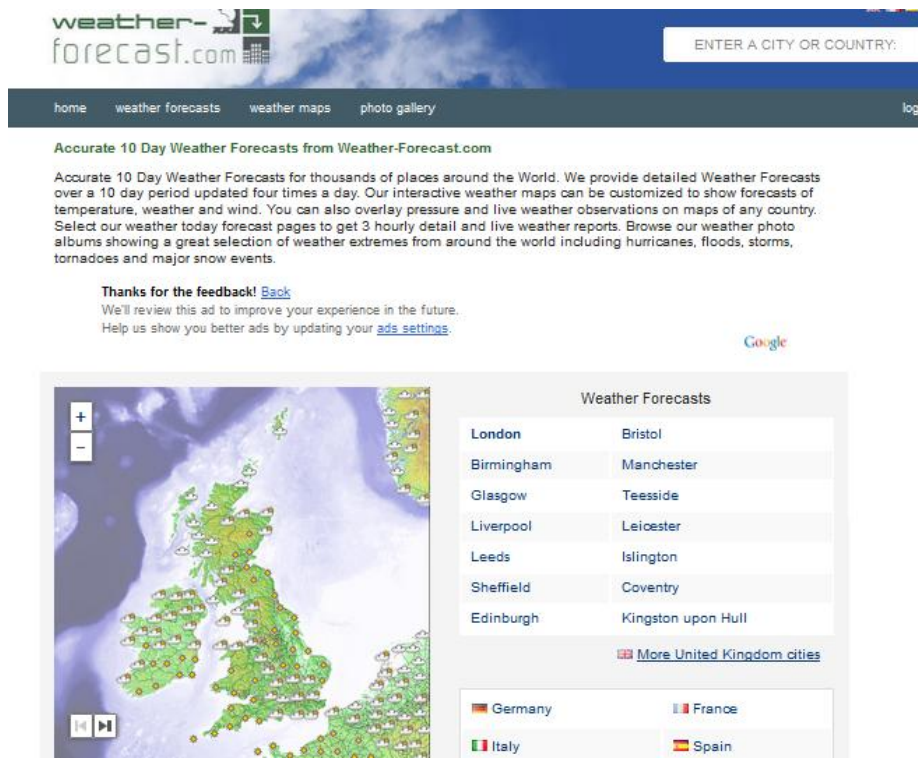 weather-
forecast.com
ENTER A CITY OR COUNTRY:
home weather forecasts weather maps photo gallery log
Accurate 10 Day Weather Forecasts from Weather-Forecast.com
Accurate 10 Day Weather Forecasts for thousands of places around the World. We provide detailed Weather Forecasts
over a 10 day period updated four times a day. Our interactive weather maps can be customized to show forecasts of
temperature, weather and wind. You can also overlay pressure and live weather observations on maps of any country.
Select our weather today forecast pages to get 3 hourly detail and live weather reports. Browse our weather photo
albums showing a great selection of weather extremes from around the world including hurricanes, floods, storms,
tornadoes and major snow events.
Thanks for the feedback! Back
We'll review this ad to improve your experience in the future.
Help us show you better ads by updating your ads settings.
Google
+
-
Weather Forecasts
London Bristol
Birmingham Manchester
Glasgow Teesside
Liverpool Leicester
Leeds Islington
Sheffield Coventry
Edinburgh Kingston upon Hull
More United Kingdom cities
Germany France
Italy Spain